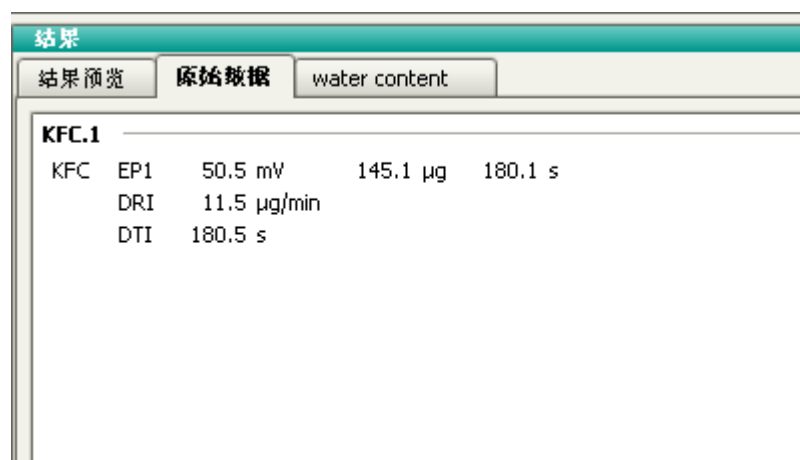 结果
结果预览 原始数据 water content
KFC.1
KFC EP1 50.5 mV 145.1 µg 180.1 s
DRI 11.5 µg/min
DTI 180.5 s